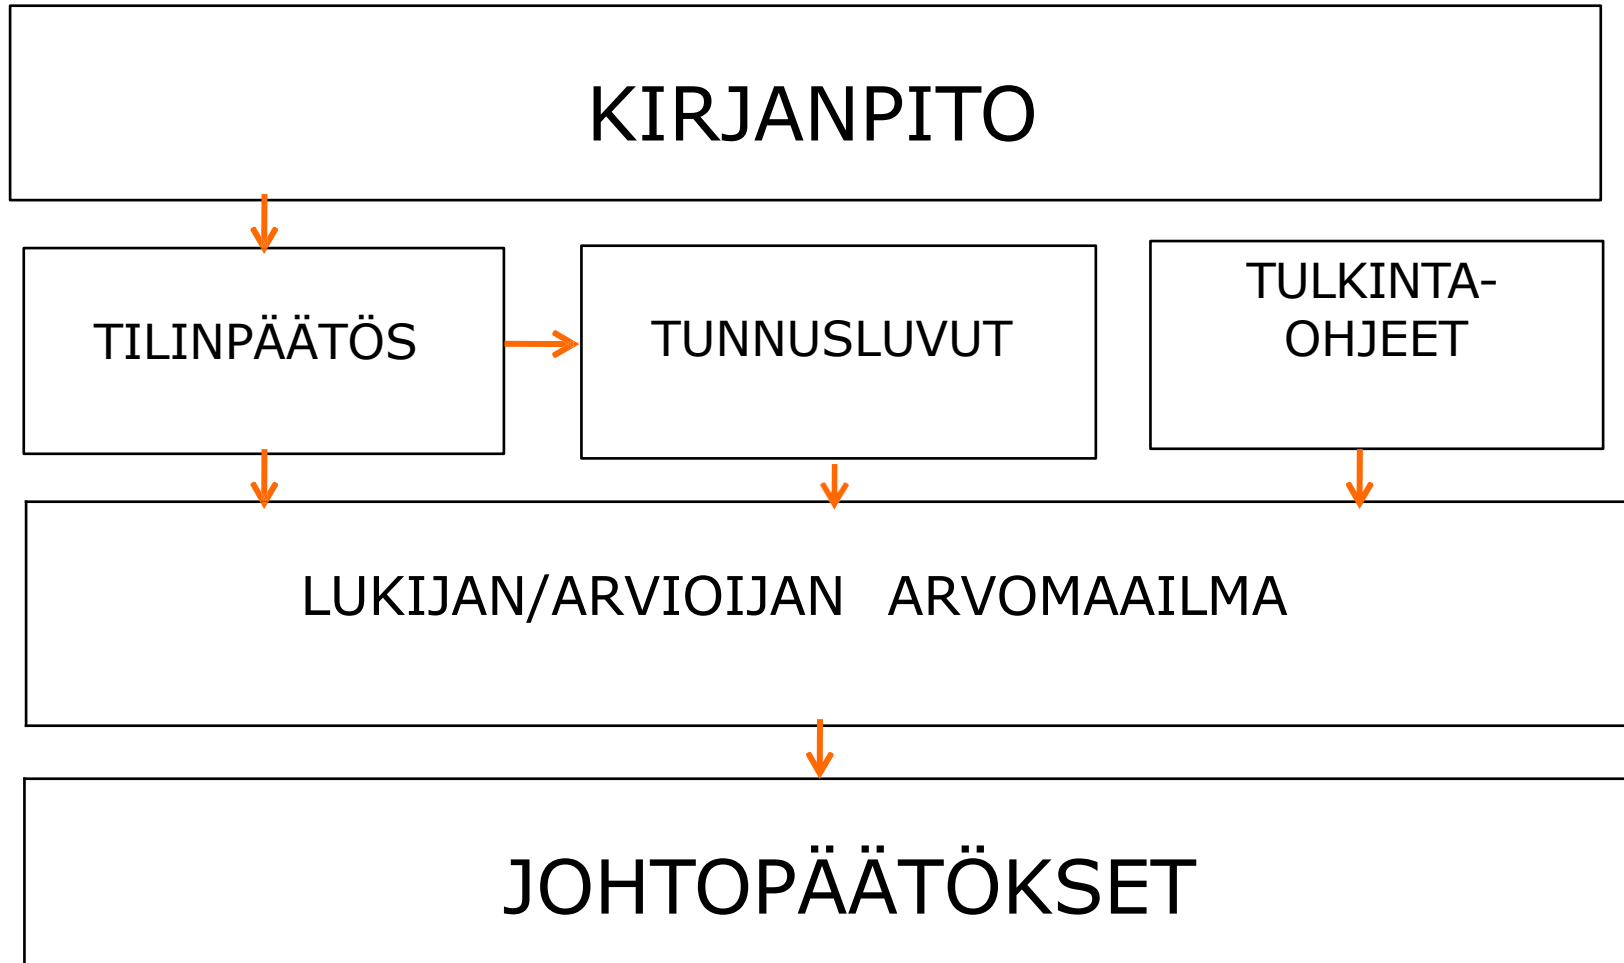 KIRJANPITO
TILINPÄÄTÖS
TUNNUSLUVUT
TULKINTA-
OHJEET
LUKIJAN/ARVIOIJAN ARVOMAAILMA
JOHTOPÄÄTÖKSET